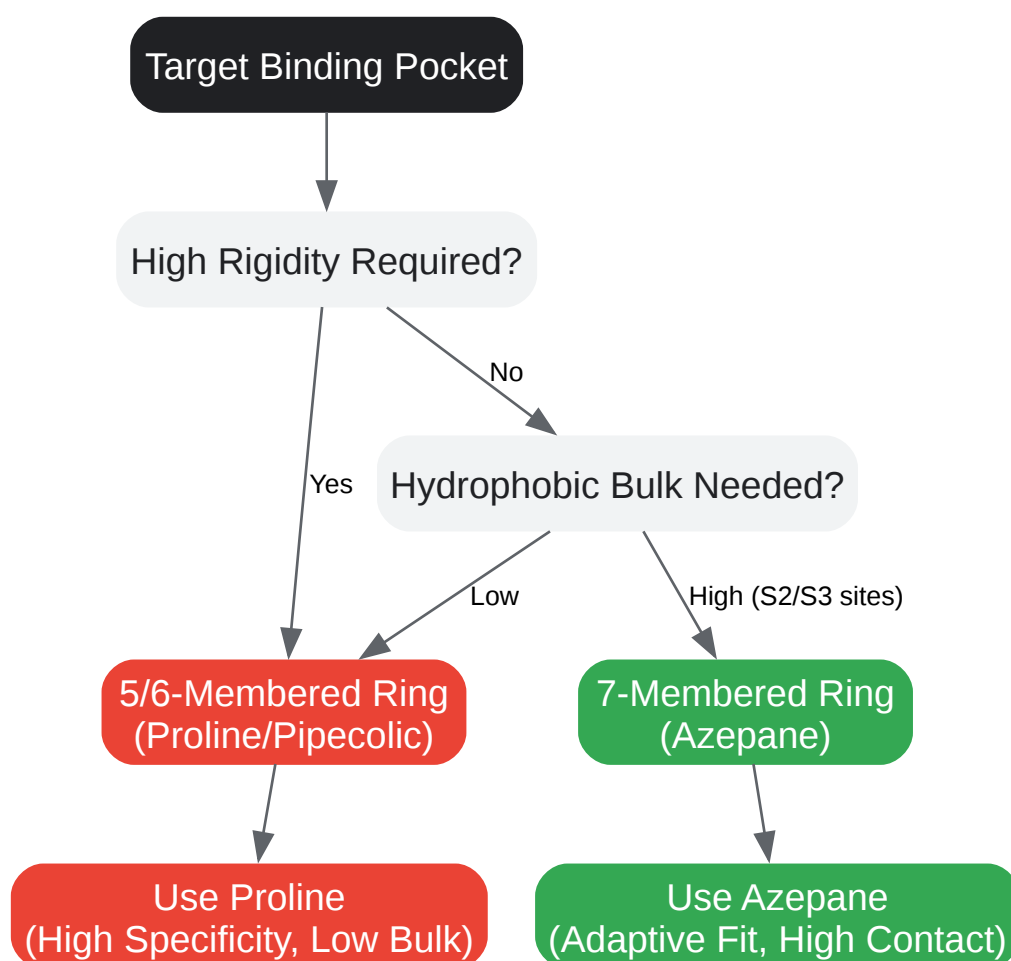 Target Binding Pocket
High Rigidity Required?
No
Yes
Hydrophobic Bulk Needed?
Low
High (S2/S3 sites)
5/6-Membered Ring
(Proline/Pipecolic)
7-Membered Ring
(Azepane)
Use Proline
(High Specificity, Low Bulk)
Use Azepane
(Adaptive Fit, High Contact)